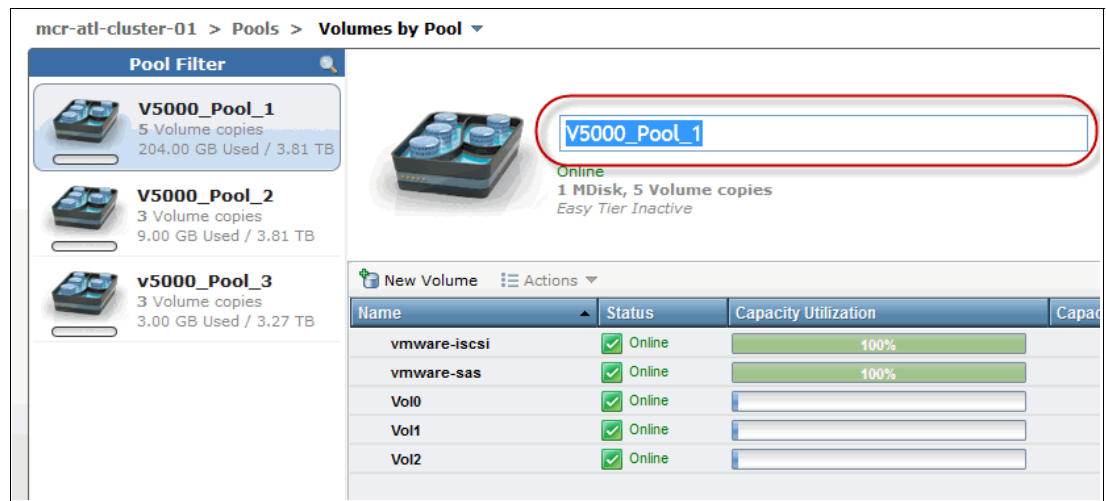 mcr-atl-cluster-01 > Pools > Volumes by Pool
Pool Filter
V5000_Pool_1
5 Volume copies
204.00 GB Used / 3.81 TB
V5000_Pool_2
3 Volume copies
9.00 GB Used / 3.81 TB
v5000_Pool_3
3 Volume copies
3.00 GB Used / 3.27 TB
V5000_Pool_1
Online
1 MDisk, 5 Volume copies
Easy Tier Inactive
New Volume Actions
Name Status Capacity Utilization Capac
vmware-iscsi Online 100%
vmware-sas Online 100%
Vol0 Online
Vol1 Online
Vol2 Online